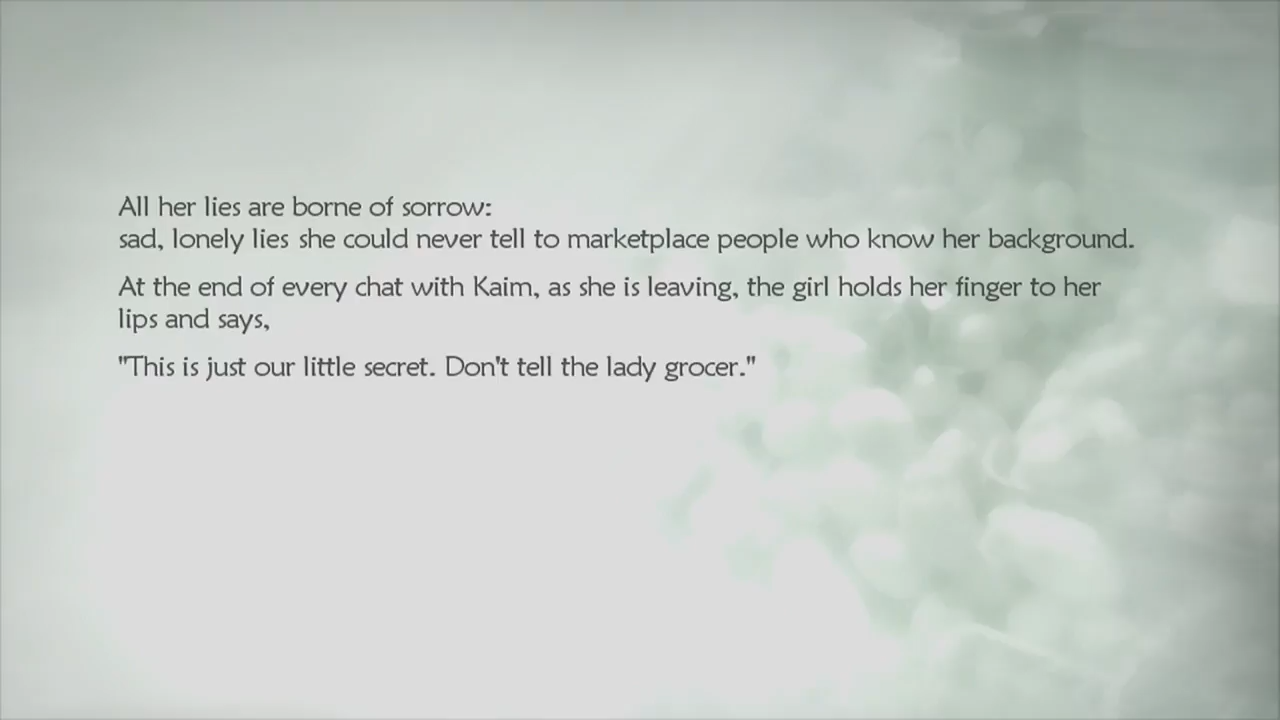 All her lies are borne of sorrow:
sad, lonely lies she could never tell to marketplace people who know her background.
At the end of every chat with Kaim, as she is leaving, the girl holds her finger to her
lips and says,
"This is just our little secret. Don't tell the lady grocer."